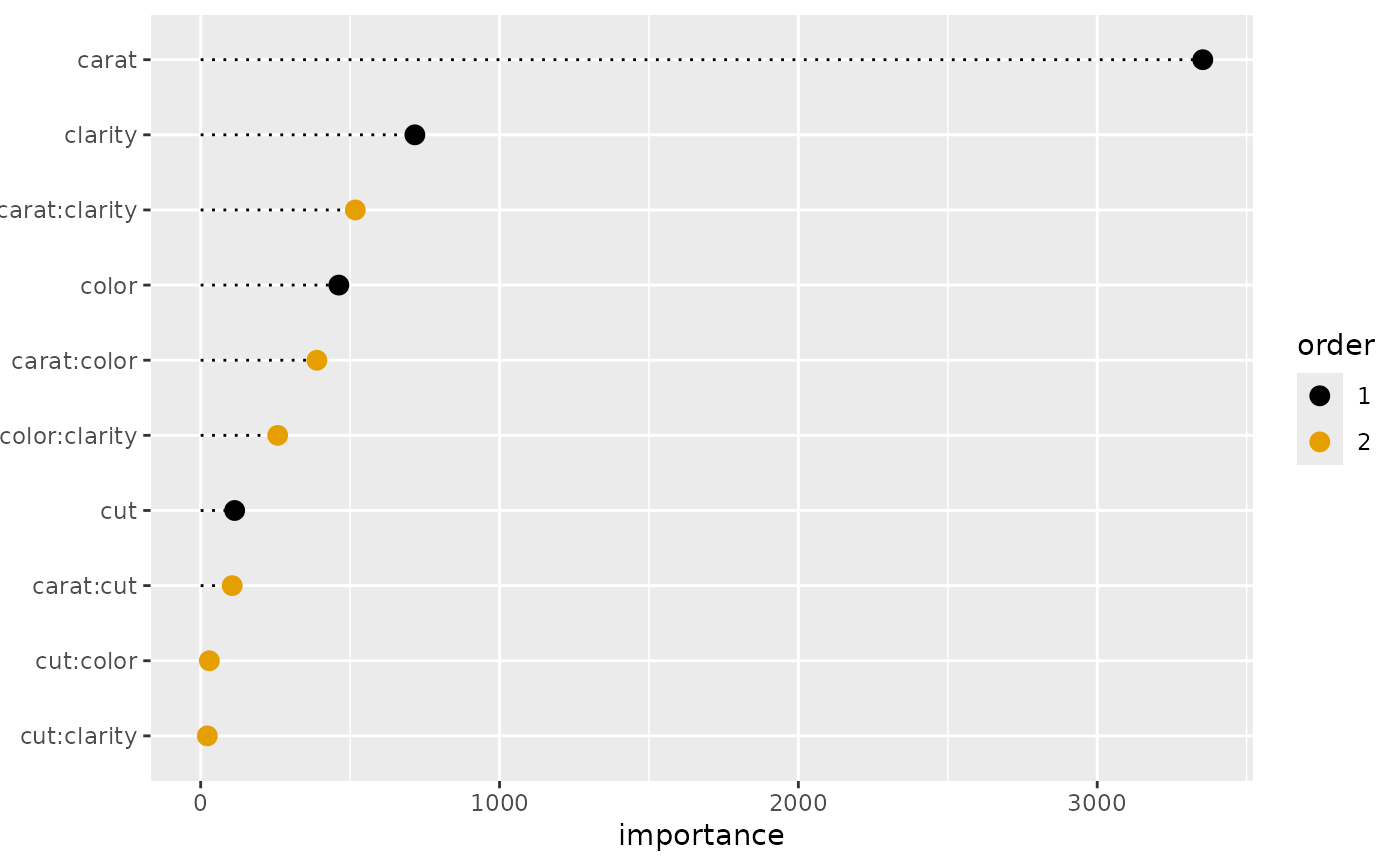 carat
clarity
carat:clarity
color
carat:color
color:clarity
cut
carat:cut
cut:color
cut:clarity
0 1000 2000 3000
importance
order
1
2